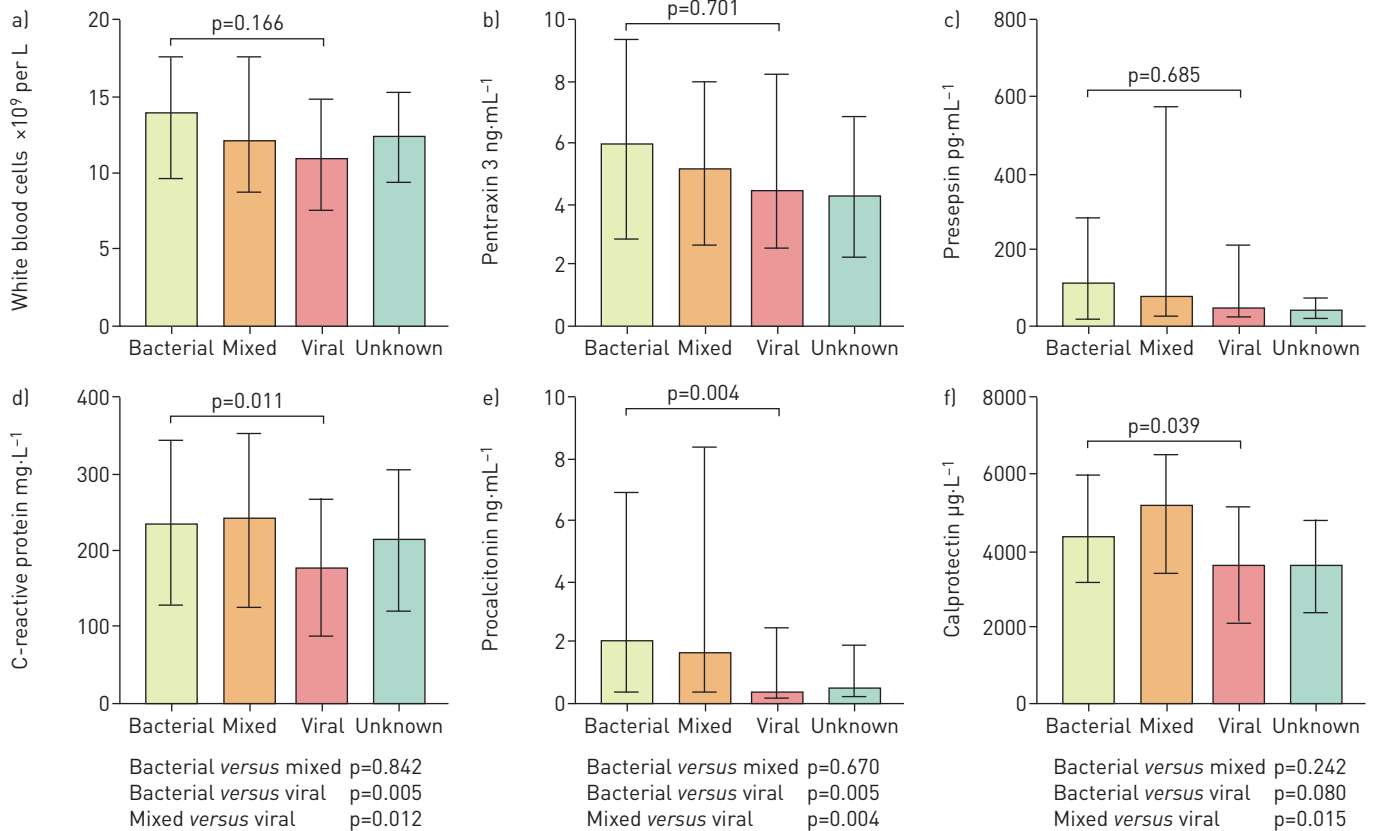 a)
White blood cells ×10⁹ per L
20
15
10
5
0
p=0.166
Bacterial Mixed Viral Unknown
b)
Pentraxin 3 ng·mL⁻¹
10
8
6
4
2
0
p=0.701
Bacterial Mixed Viral Unknown
c)
Presepsin pg·mL⁻¹
800
600
400
200
0
p=0.685
Bacterial Mixed Viral Unknown
d)
C-reactive protein mg·L⁻¹
400
300
200
100
0
p=0.011
Bacterial Mixed Viral Unknown
Bacterial versus mixed p=0.842
Bacterial versus viral p=0.005
Mixed versus viral p=0.012
e)
Procalcitonin ng·mL⁻¹
10
8
6
4
2
0
p=0.004
Bacterial Mixed Viral Unknown
Bacterial versus mixed p=0.670
Bacterial versus viral p=0.005
Mixed versus viral p=0.004
f)
Calprotectin µg·L⁻¹
8000
6000
4000
2000
0
p=0.039
Bacterial Mixed Viral Unknown
Bacterial versus mixed p=0.242
Bacterial versus viral p=0.080
Mixed versus viral p=0.015